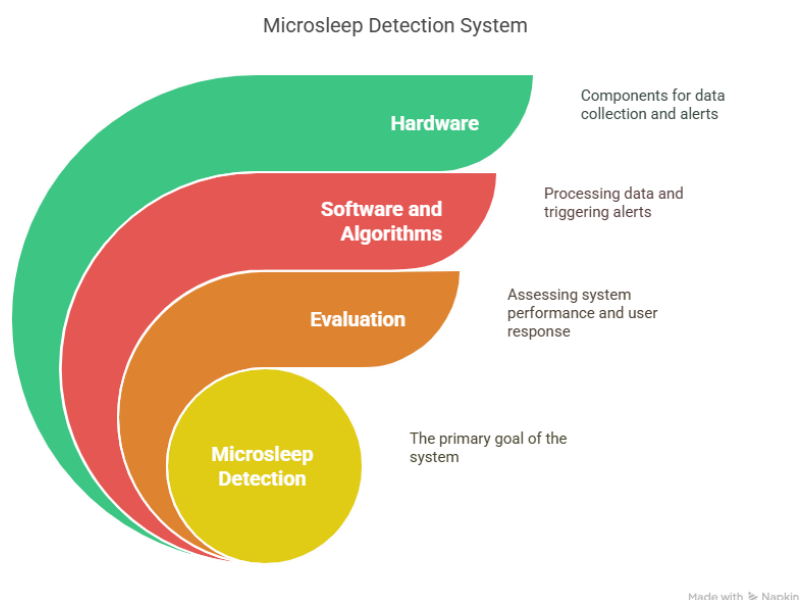 Microsleep Detection System
Hardware
Components for data
collection and alerts
Software and
Algorithms
Processing data and
triggering alerts
Evaluation
Assessing system
performance and user
response
Microsleep
Detection
The primary goal of the
system
Made with Napkin